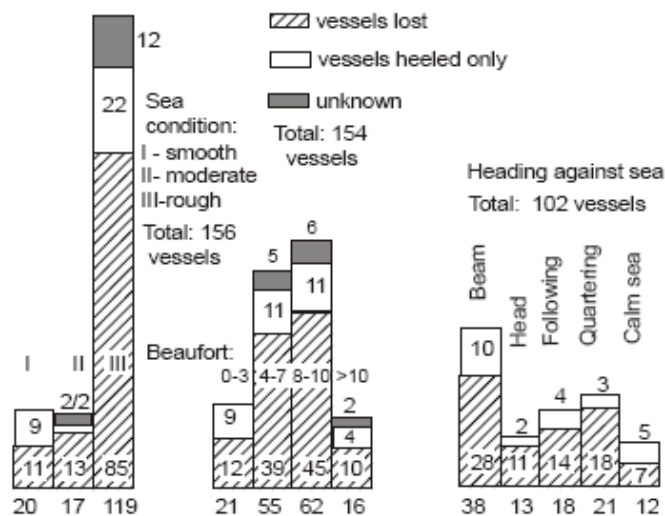 vessels lost
vessels heeled only
unknown
Total: 154
vessels
12
22
Sea
condition:
I - smooth
II- moderate
III-rough
Total: 156
vessels
I
II
III
2/2
9
11
13
85
20
17
119
Beaufort:
0-3
4-7
8-10
>10
5
6
11
11
9
2
4
12
39
45
10
21
55
62
16
Heading against sea
Total: 102 vessels
Beam
Head
Following
Quartering
Calm sea
10
2
4
3
5
28
11
14
18
7
38
13
18
21
12